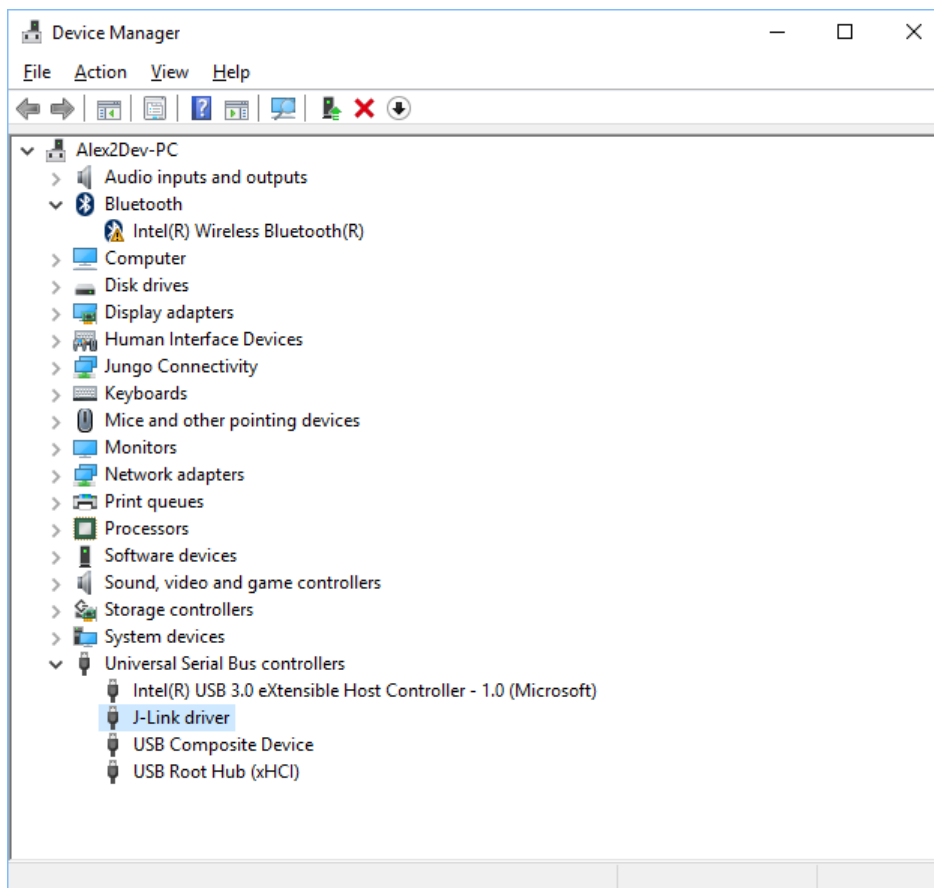 Device Manager
File Action View Help
Alex2Dev-PC
Audio inputs and outputs
Bluetooth
Intel(R) Wireless Bluetooth(R)
Computer
Disk drives
Display adapters
Human Interface Devices
Jungo Connectivity
Keyboards
Mice and other pointing devices
Monitors
Network adapters
Print queues
Processors
Software devices
Sound, video and game controllers
Storage controllers
System devices
Universal Serial Bus controllers
Intel(R) USB 3.0 eXtensible Host Controller - 1.0 (Microsoft)
J-Link driver
USB Composite Device
USB Root Hub (xHCI)